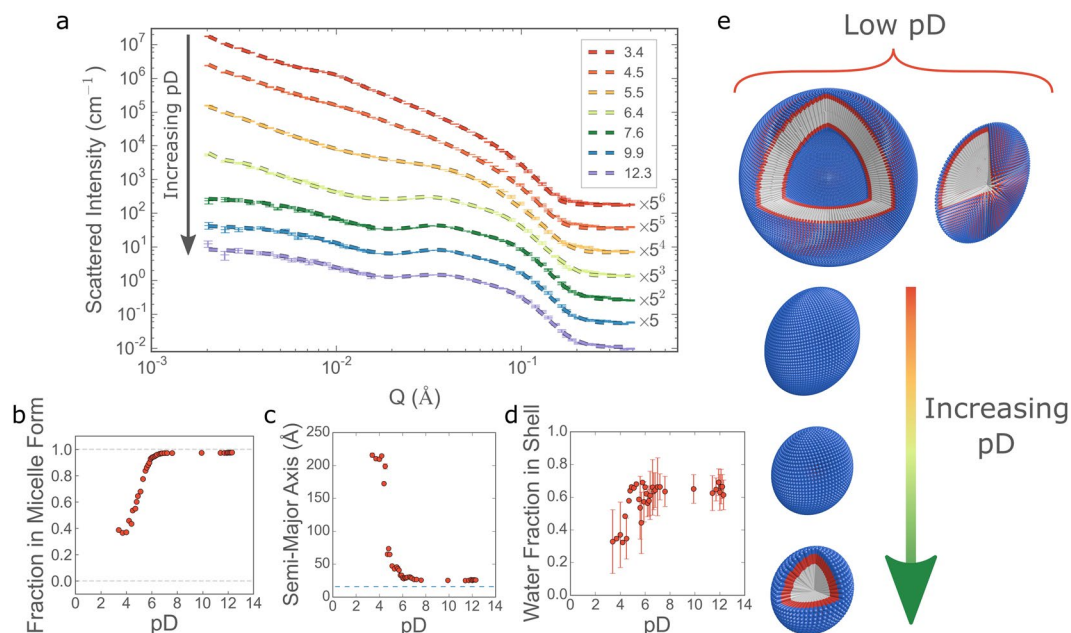 a
Scattered Intensity (cm⁻¹)
10⁷
10⁶
10⁵
10⁴
10³
10²
10¹
10⁰
10⁻¹
10⁻²
Increasing pD
3.4
4.5
5.5
6.4
7.6
9.9
12.3
×5⁶
×5⁵
×5⁴
×5³
×5²
×5
10⁻³ 10⁻² 10⁻¹
Q (Å)
b
Fraction in Micelle Form
1.0
0.8
0.6
0.4
0.2
0.0
0 2 4 6 8 10 12 14
pD
c
Semi-Major Axis (Å)
250
200
150
100
50
0
0 2 4 6 8 10 12 14
pD
d
Water Fraction in Shell
1.0
0.8
0.6
0.4
0.2
0.0
0 2 4 6 8 10 12 14
pD
e
Low pD
Increasing
pD